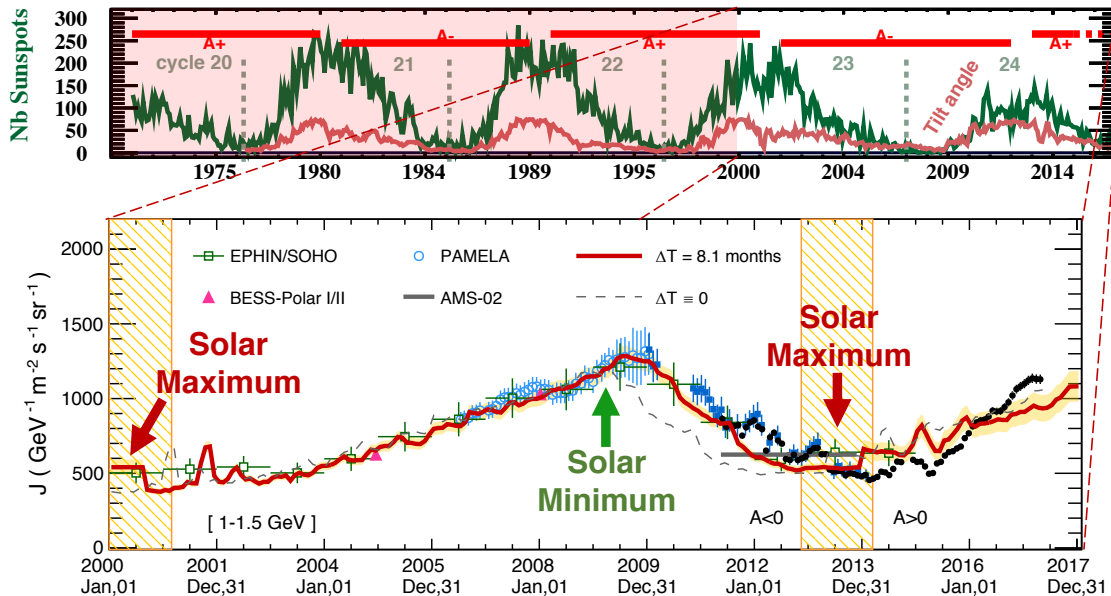 Nb Sunspots
300
250
200
150
100
50
0
A+
A-
A+
A-
A+
cycle 20
21
22
23
24
Tilt angle
1975
1980
1984
1989
1995
2000
2004
2009
2014
J ( GeV⁻¹ m⁻² s⁻¹ sr⁻¹ )
2000
1500
1000
500
0
EPHIN/SOHO
PAMELA
ΔT = 8.1 months
BESS-Polar I/II
AMS-02
ΔT ≡ 0
Solar
Maximum
Solar
Maximum
Solar
Minimum
[ 1-1.5 GeV ]
A<0
A>0
2000
Jan,01
2001
Dec,31
2004
Jan,01
2005
Dec,31
2008
Jan,01
2009
Dec,31
2012
Jan,01
2013
Dec,31
2016
Jan,01
2017
Dec,31